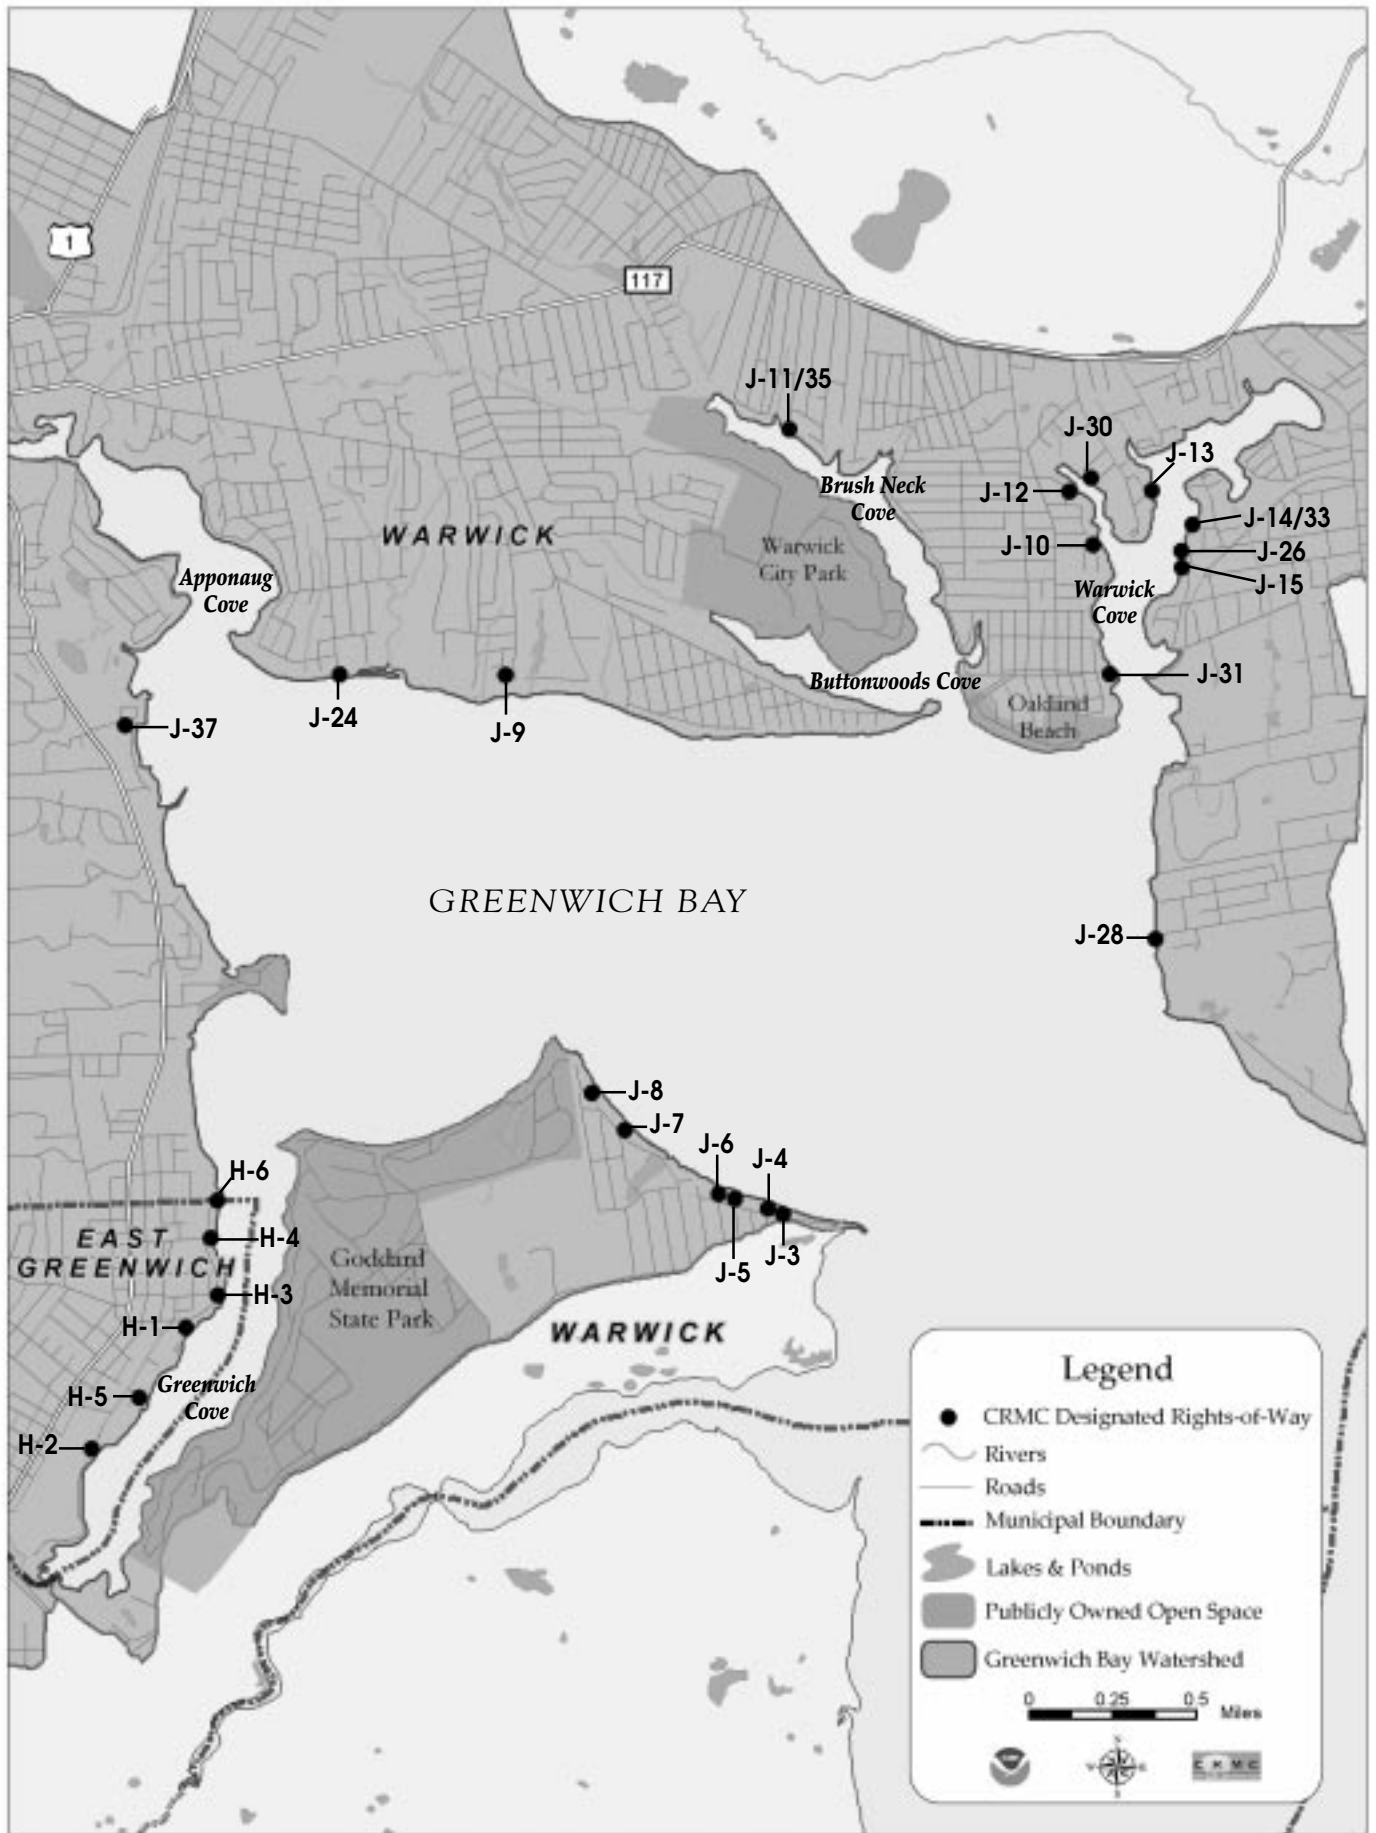 1
117
J-11/35
J-30
J-13
J-12
Brush Neck
Cove
J-14/33
WARWICK
J-10
J-26
Warwick
City Park
Apponaug
Cove
J-15
Warwick
Cove
J-31
Buttonwoods Cove
Oakland
Beach
J-24
J-9
J-37
GREENWICH BAY
J-28
J-8
J-7
J-6
J-4
H-6
EAST
GREENWICH
H-4
J-3
J-5
Goddard
Memorial
State Park
H-3
H-1
WARWICK
Greenwich
Cove
H-5
H-2
Legend
CRMC Designated Rights-of-Way
Rivers
Roads
Municipal Boundary
Lakes & Ponds
Publicly Owned Open Space
Greenwich Bay Watershed
0 0.25 0.5
Miles
CRMC